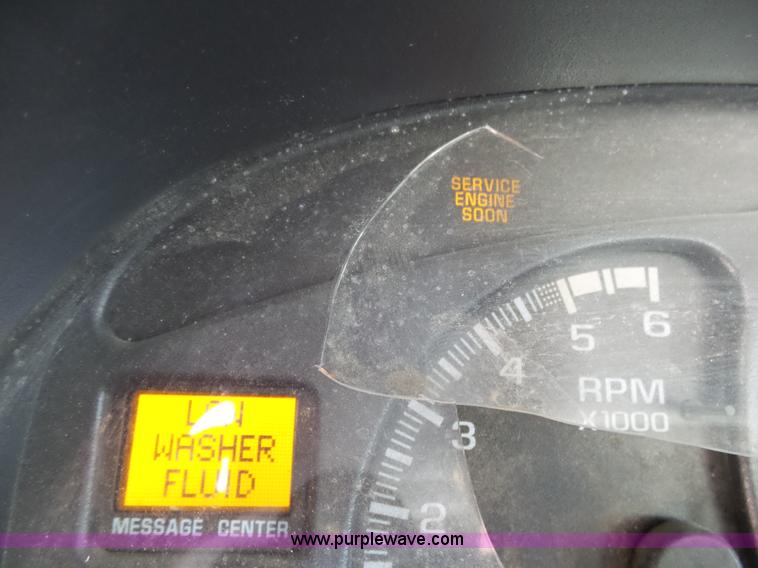 SERVICE
ENGINE
SOON
6
5
4
RPM
X1000
3
LOW
WASHER
FLUID
2
MESSAGE CENTER
www.purplewave.com